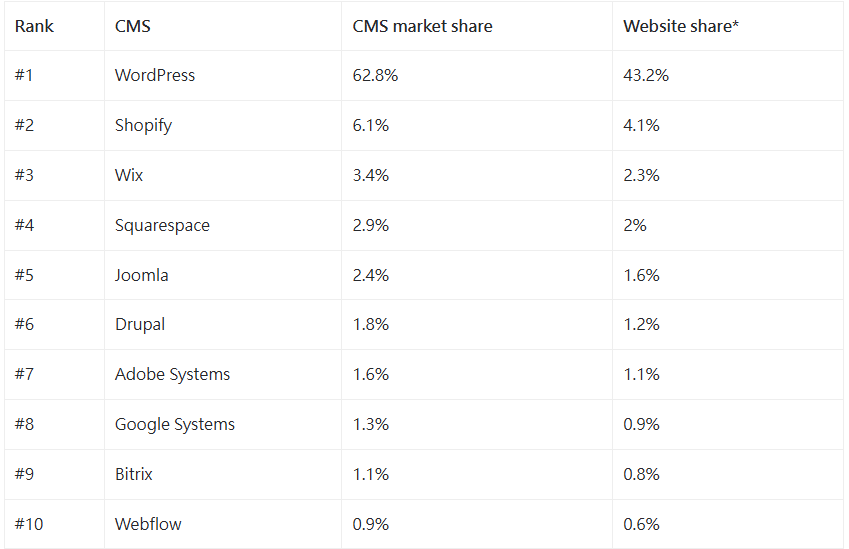 Rank CMS CMS market share Website share*
#1 WordPress 62.8% 43.2%
#2 Shopify 6.1% 4.1%
#3 Wix 3.4% 2.3%
#4 Squarespace 2.9% 2%
#5 Joomla 2.4% 1.6%
#6 Drupal 1.8% 1.2%
#7 Adobe Systems 1.6% 1.1%
#8 Google Systems 1.3% 0.9%
#9 Bitrix 1.1% 0.8%
#10 Webflow 0.9% 0.6%